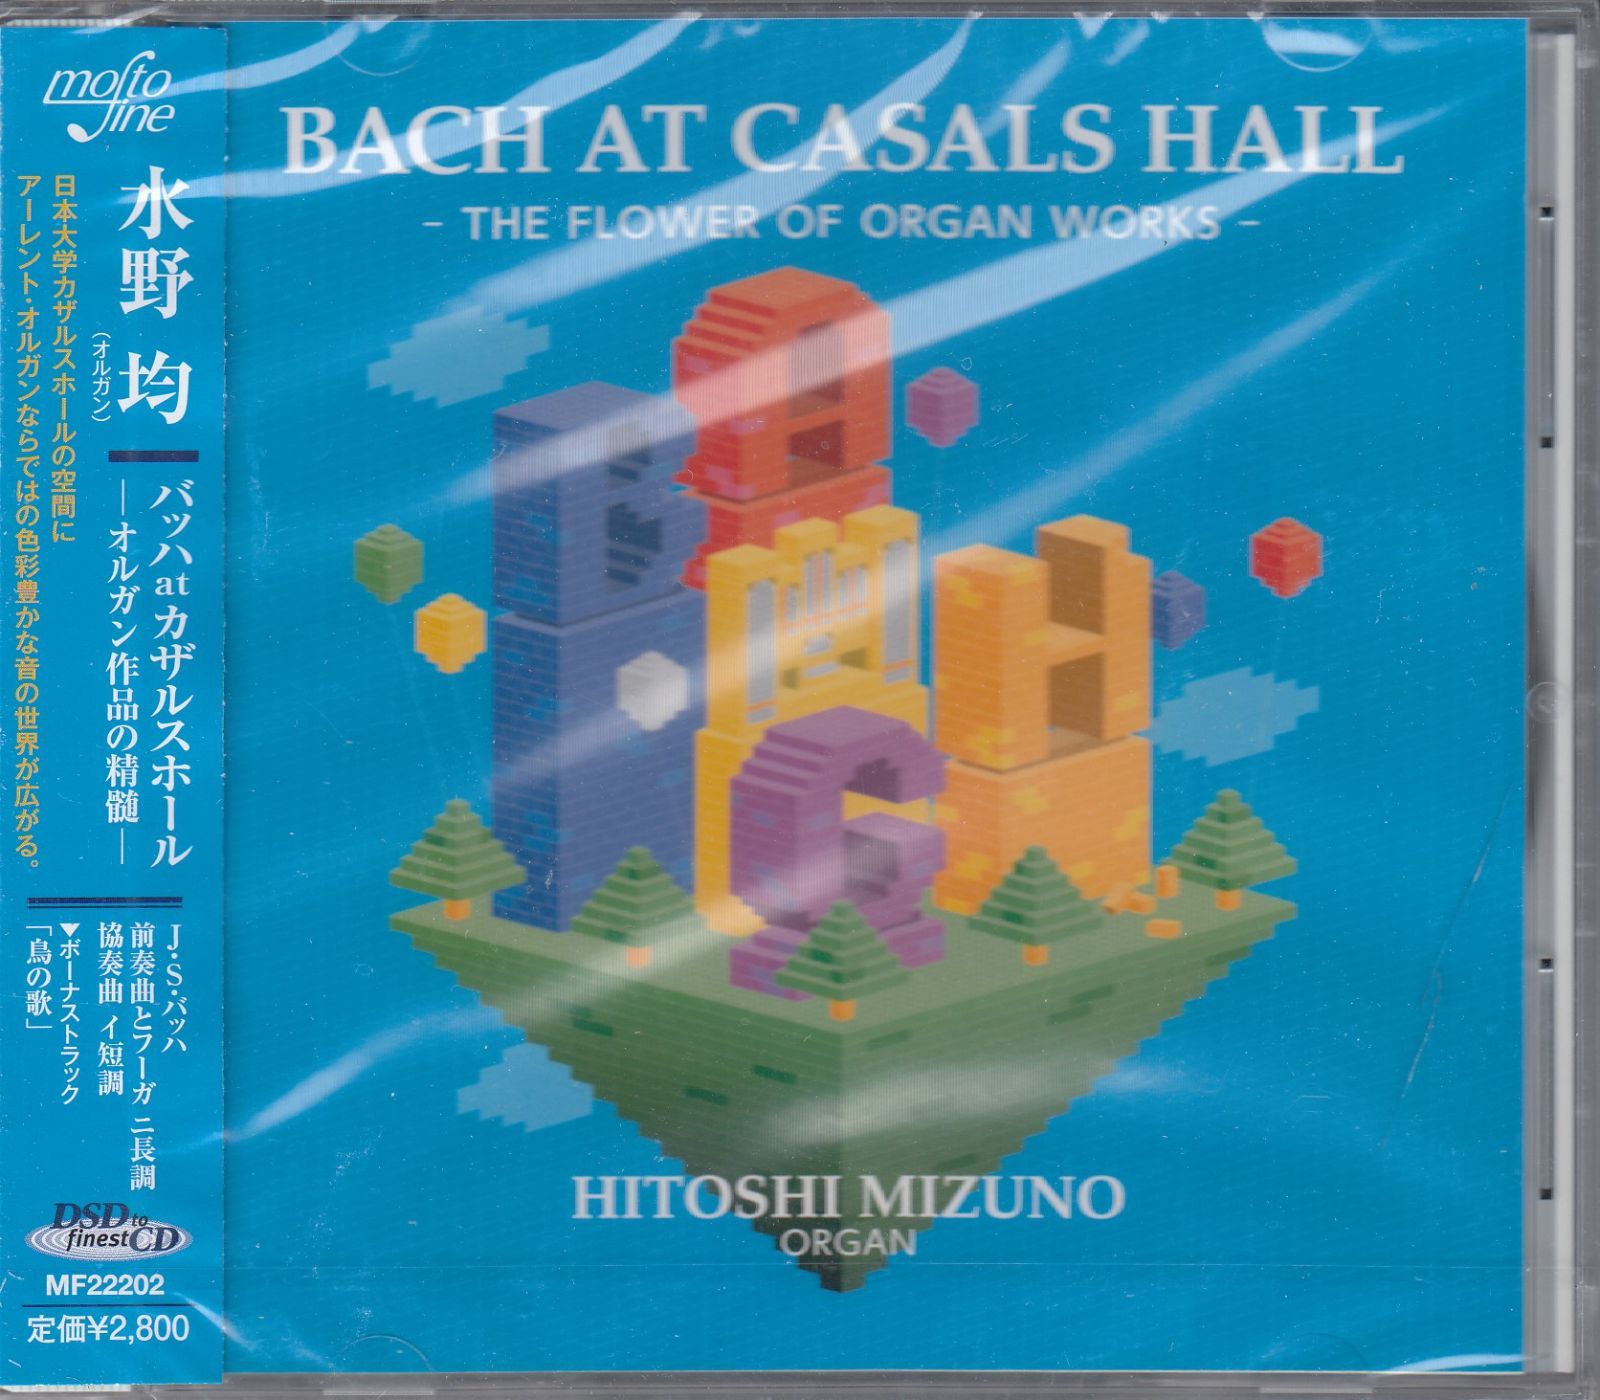 molto
fine
水野 均
(オルガン)
バッハatカザルスホール
―オルガン作品の精髄―
日本大学カザルスホールの空間に
アーレント・オルガンならではの色彩豊かな音の世界が広がる。
J・S・バッハ
前奏曲とフーガ ニ長調
協奏曲 イ短調
▼ボーナストラック
「鳥の歌」
DSD to
finest CD
MF22202
定価¥2,800
BACH AT CASALS HALL
- THE FLOWER OF ORGAN WORKS -
B
A
C
H
HITOSHI MIZUNO
ORGAN